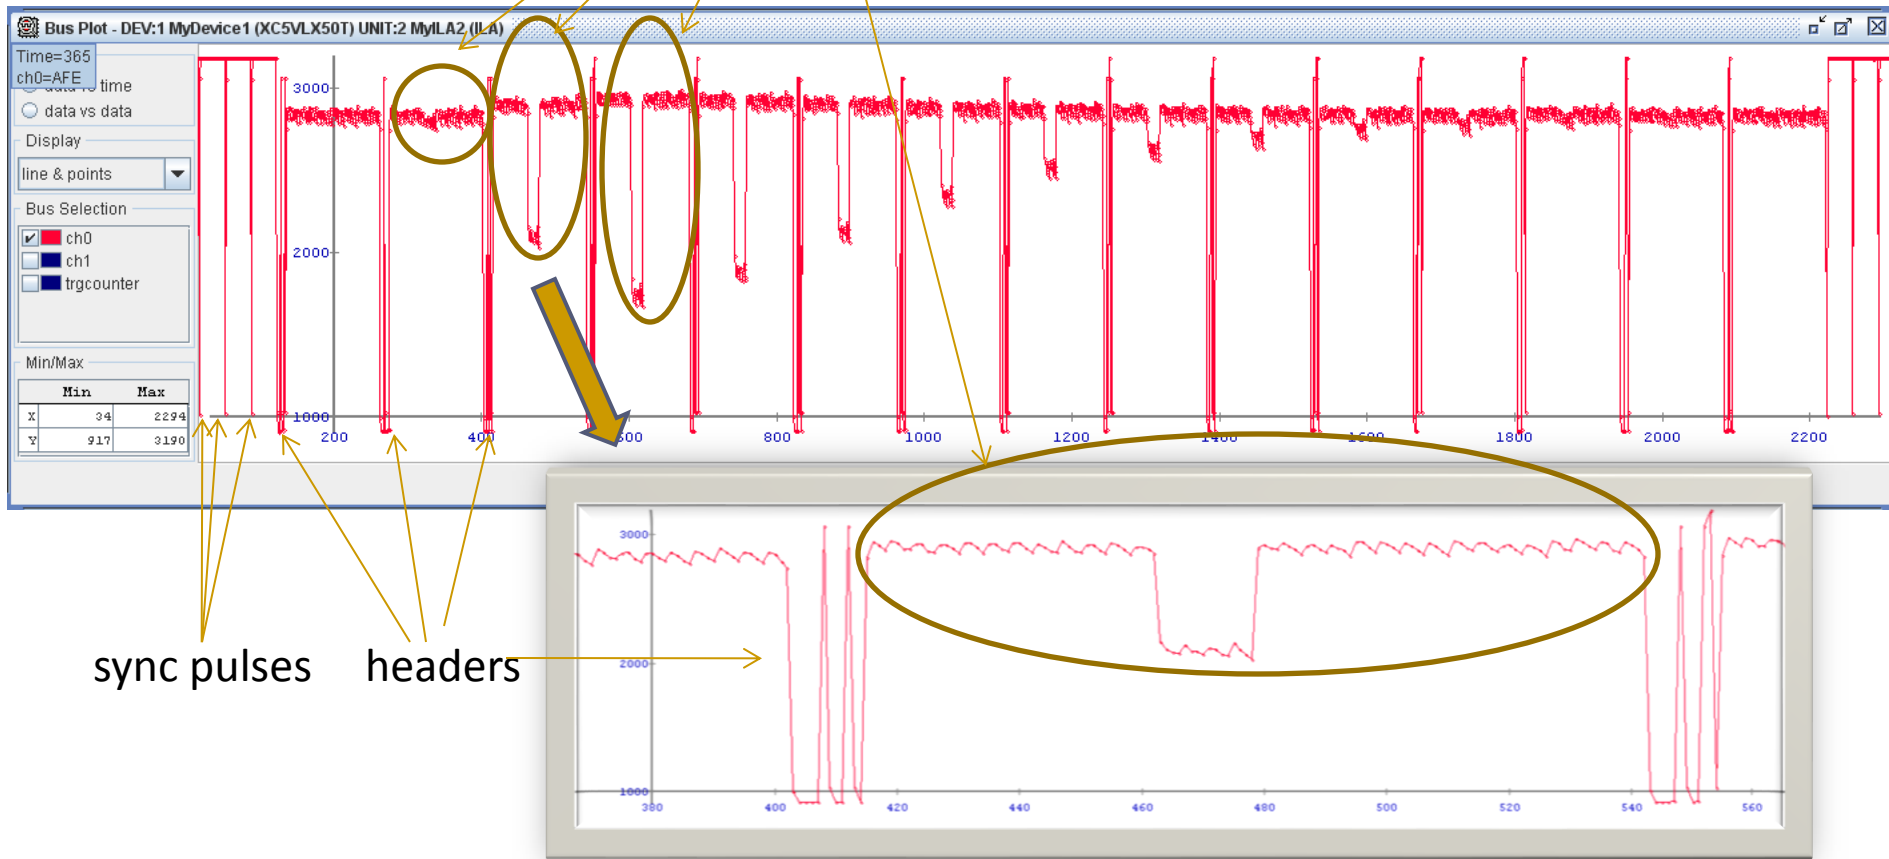 Bus Plot - DEV:1 MyDevice1 (XC5VLX50T) UNIT:2 MyILA2 (ILA)
Time=365
ch0=AFE
time
data vs data
Display
line & points
Bus Selection
ch0
ch1
trgcounter
Min/Max
Min Max
X 34 2294
Y 917 3190
3000
2000
1000
200 400 600 800 1000 1200 1400 1600 1800 2000 2200
3000
2000
1000
380 400 420 440 460 480 500 520 540 560
sync pulses headers